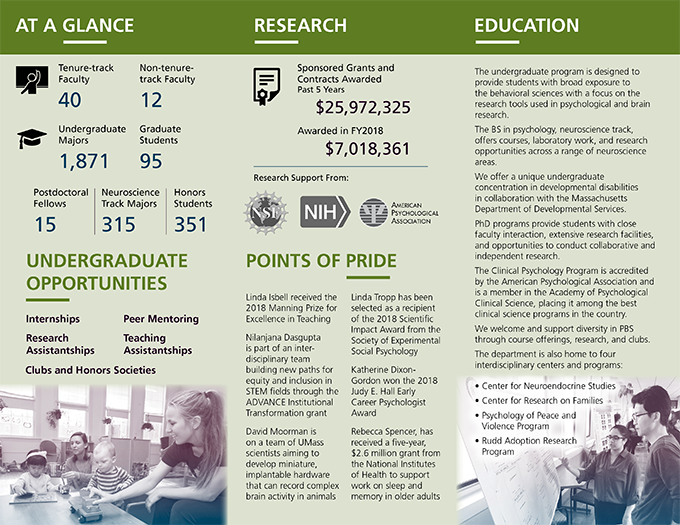 AT A GLANCE
Tenure-track
Faculty
40
Non-tenure-
track Faculty
12
Undergraduate
Majors
1,871
Graduate
Students
95
Postdoctoral
Fellows
15
Neuroscience
Track Majors
315
Honors
Students
351
UNDERGRADUATE
OPPORTUNITIES
Internships
Peer Mentoring
Research
Assistantships
Teaching
Assistantships
Clubs and Honors Societies
RESEARCH
Sponsored Grants and
Contracts Awarded
Past 5 Years
$25,972,325
Awarded in FY2018
$7,018,361
Research Support From:
NSF
NIH
AMERICAN
PSYCHOLOGICAL
ASSOCIATION
POINTS OF PRIDE
Linda Isbell received the
2018 Manning Prize for
Excellence in Teaching
Nilanjana Dasgupta
is part of an inter-
disciplinary team
building new paths for
equity and inclusion in
STEM fields through the
ADVANCE Institutional
Transformation grant
David Moorman is
on a team of UMass
scientists aiming to
develop miniature,
implantable hardware
that can record complex
brain activity in animals
Linda Tropp has been
selected as a recipient
of the 2018 Scientific
Impact Award from the
Society of Experimental
Social Psychology
Katherine Dixon-
Gordon won the 2018
Judy E. Hall Early
Career Psychologist
Award
Rebecca Spencer, has
received a five-year,
$2.6 million grant from
the National Institutes
of Health to support
work on sleep and
memory in older adults
EDUCATION
The undergraduate program is designed to
provide students with broad exposure to
the behavioral sciences with a focus on the
research tools used in psychological and brain
research.
The BS in psychology, neuroscience track,
offers courses, laboratory work, and research
opportunities across a range of neuroscience
areas.
We offer a unique undergraduate
concentration in developmental disabilities
in collaboration with the Massachusetts
Department of Developmental Services.
PhD programs provide students with close
faculty interaction, extensive research facilities,
and opportunities to conduct collaborative and
independent research.
The Clinical Psychology Program is accredited
by the American Psychological Association and
is a member in the Academy of Psychological
Clinical Science, placing it among the best
clinical science programs in the country.
We welcome and support diversity in PBS
through course offerings, research, and clubs.
The department is also home to four
interdisciplinary centers and programs:
• Center for Neuroendocrine Studies
• Center for Research on Families
• Psychology of Peace and
Violence Program
• Rudd Adoption Research
Program